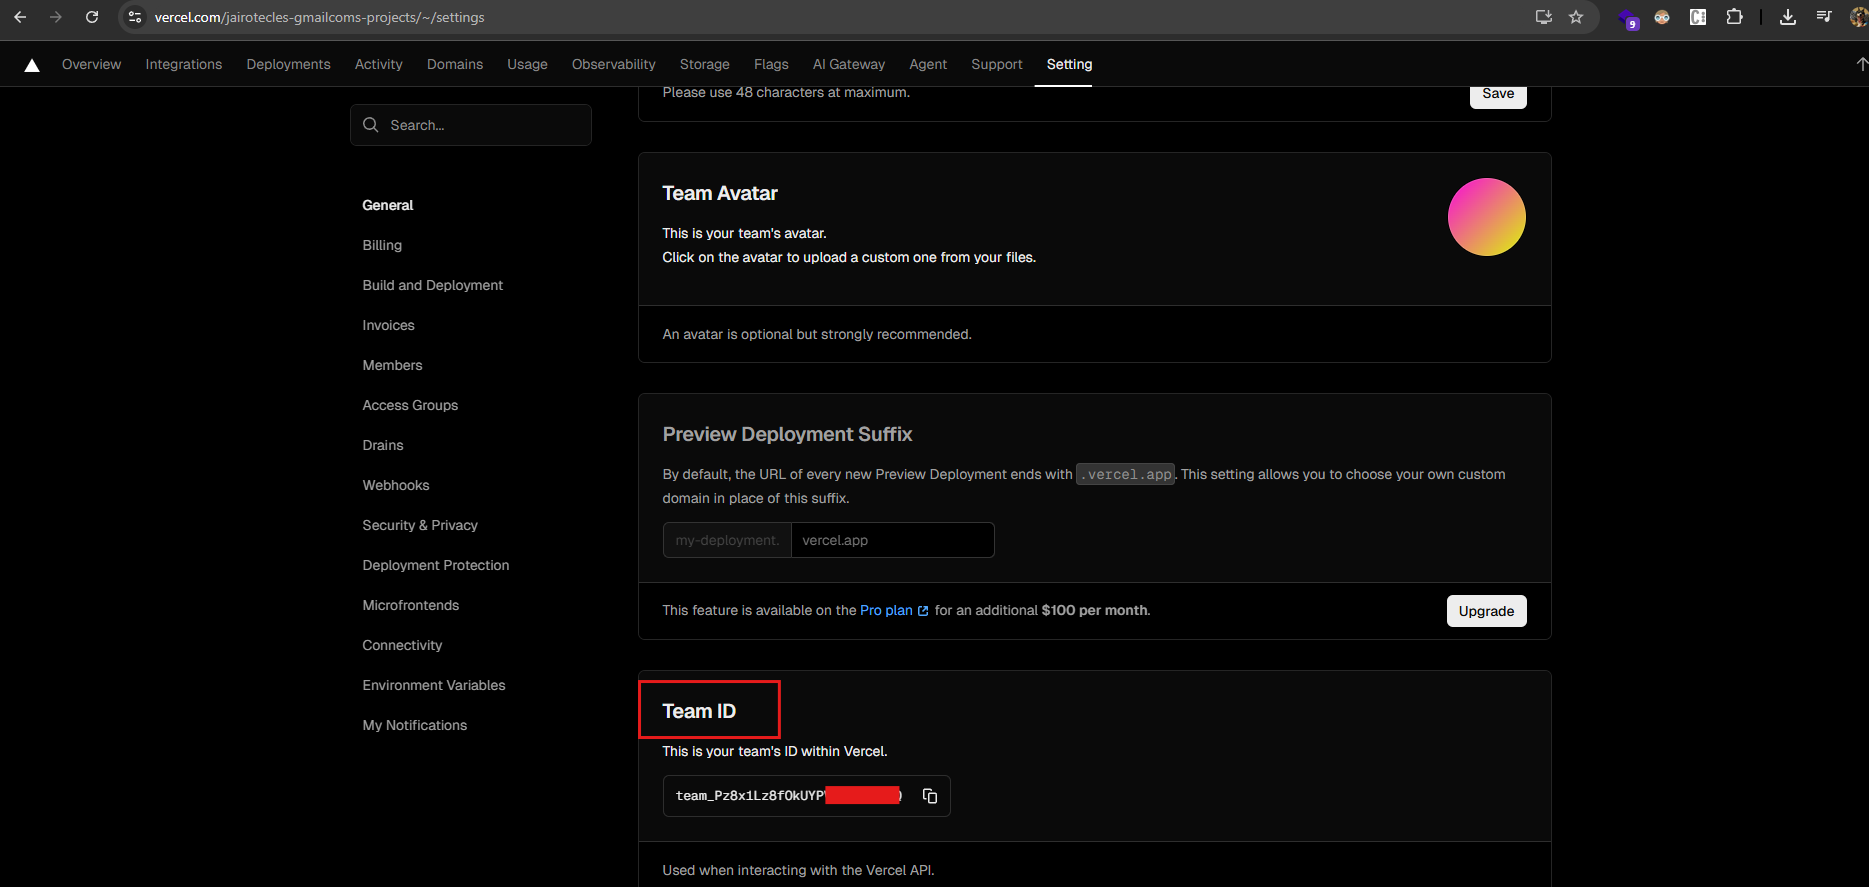 vercel.com/jairotecles-gmailcoms-projects/~/settings
9
Overview Integrations Deployments Activity Domains Usage Observability Storage Flags AI Gateway Agent Support Setting
Please use 48 characters at maximum.
Save
Search...
General
Billing
Build and Deployment
Invoices
Members
Access Groups
Drains
Webhooks
Security & Privacy
Deployment Protection
Microfrontends
Connectivity
Environment Variables
My Notifications
Team Avatar
This is your team's avatar.
Click on the avatar to upload a custom one from your files.
An avatar is optional but strongly recommended.
Preview Deployment Suffix
By default, the URL of every new Preview Deployment ends with .vercel.app. This setting allows you to choose your own custom
domain in place of this suffix.
my-deployment. vercel.app
This feature is available on the Pro plan for an additional $100 per month.
Upgrade
Team ID
This is your team's ID within Vercel.
team_Pz8x1Lz8fOkUYP
Used when interacting with the Vercel API.